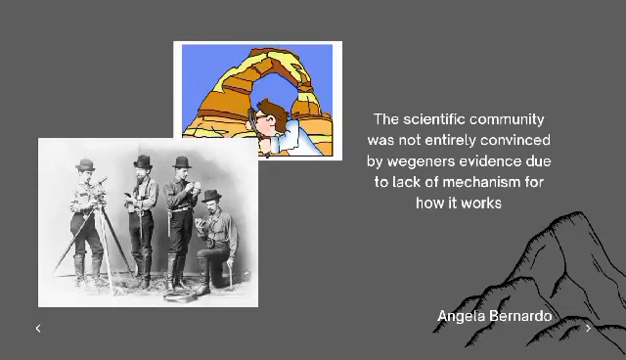 The scientific community
was not entirely convinced
by wegeners evidence due
to lack of mechanism for
how it works
Angela Bernardo